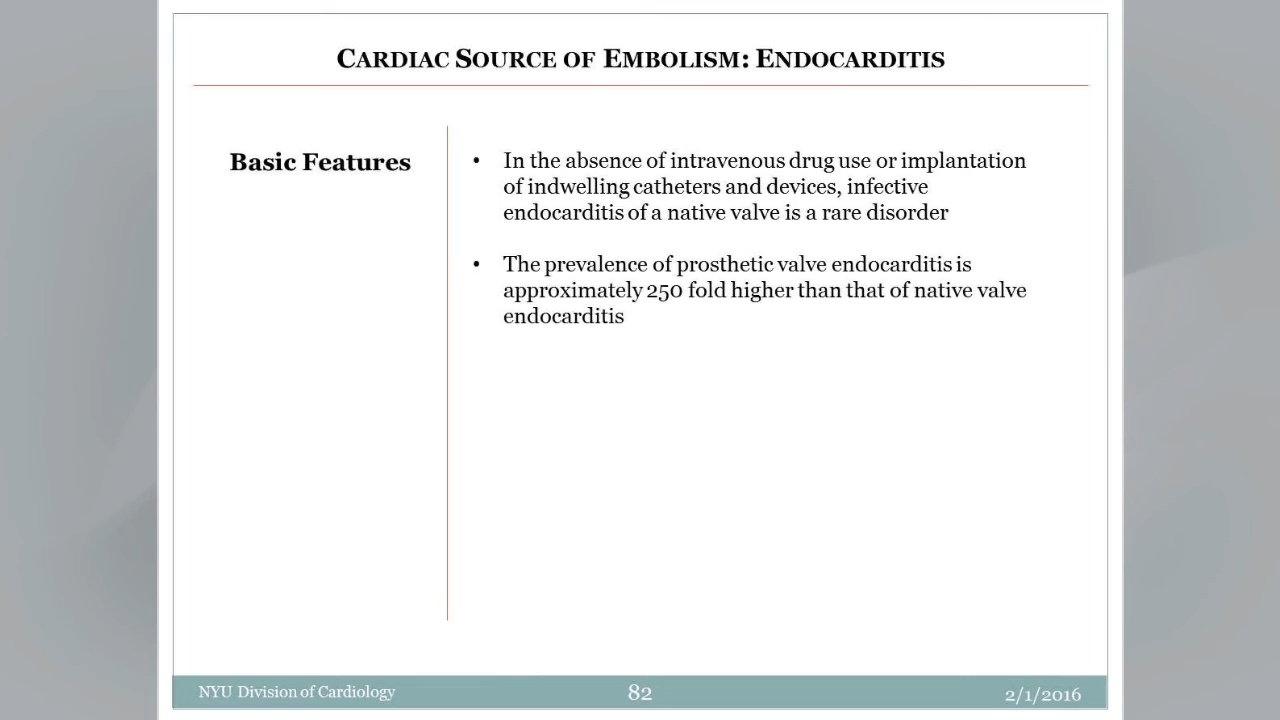 CARDIAC SOURCE OF EMBOLISM: ENDOCARDITIS
Basic Features
• In the absence of intravenous drug use or implantation
of indwelling catheters and devices, infective
endocarditis of a native valve is a rare disorder
• The prevalence of prosthetic valve endocarditis is
approximately 250 fold higher than that of native valve
endocarditis
NYU Division of Cardiology
82
2/1/2016